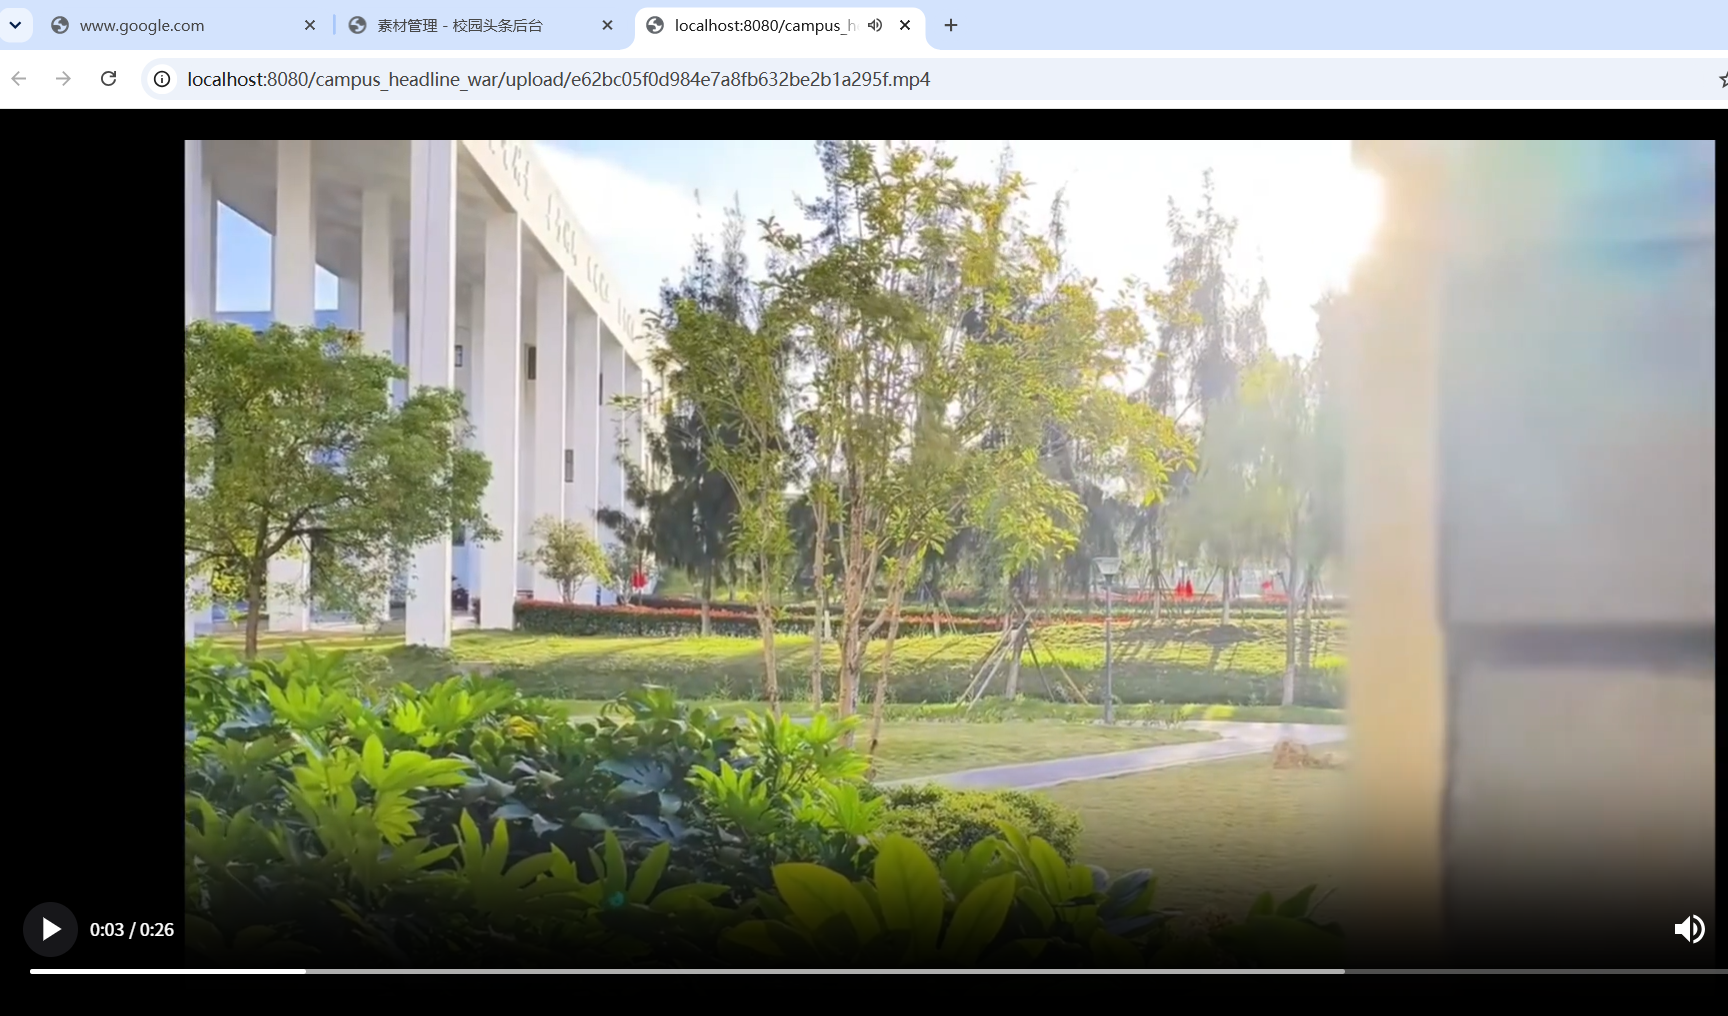 www.google.com
素材管理 - 校园头条后台
localhost:8080/campus_h
localhost:8080/campus_headline_war/upload/e62bc05f0d984e7a8fb632be2b1a295f.mp4
0:03 / 0:26